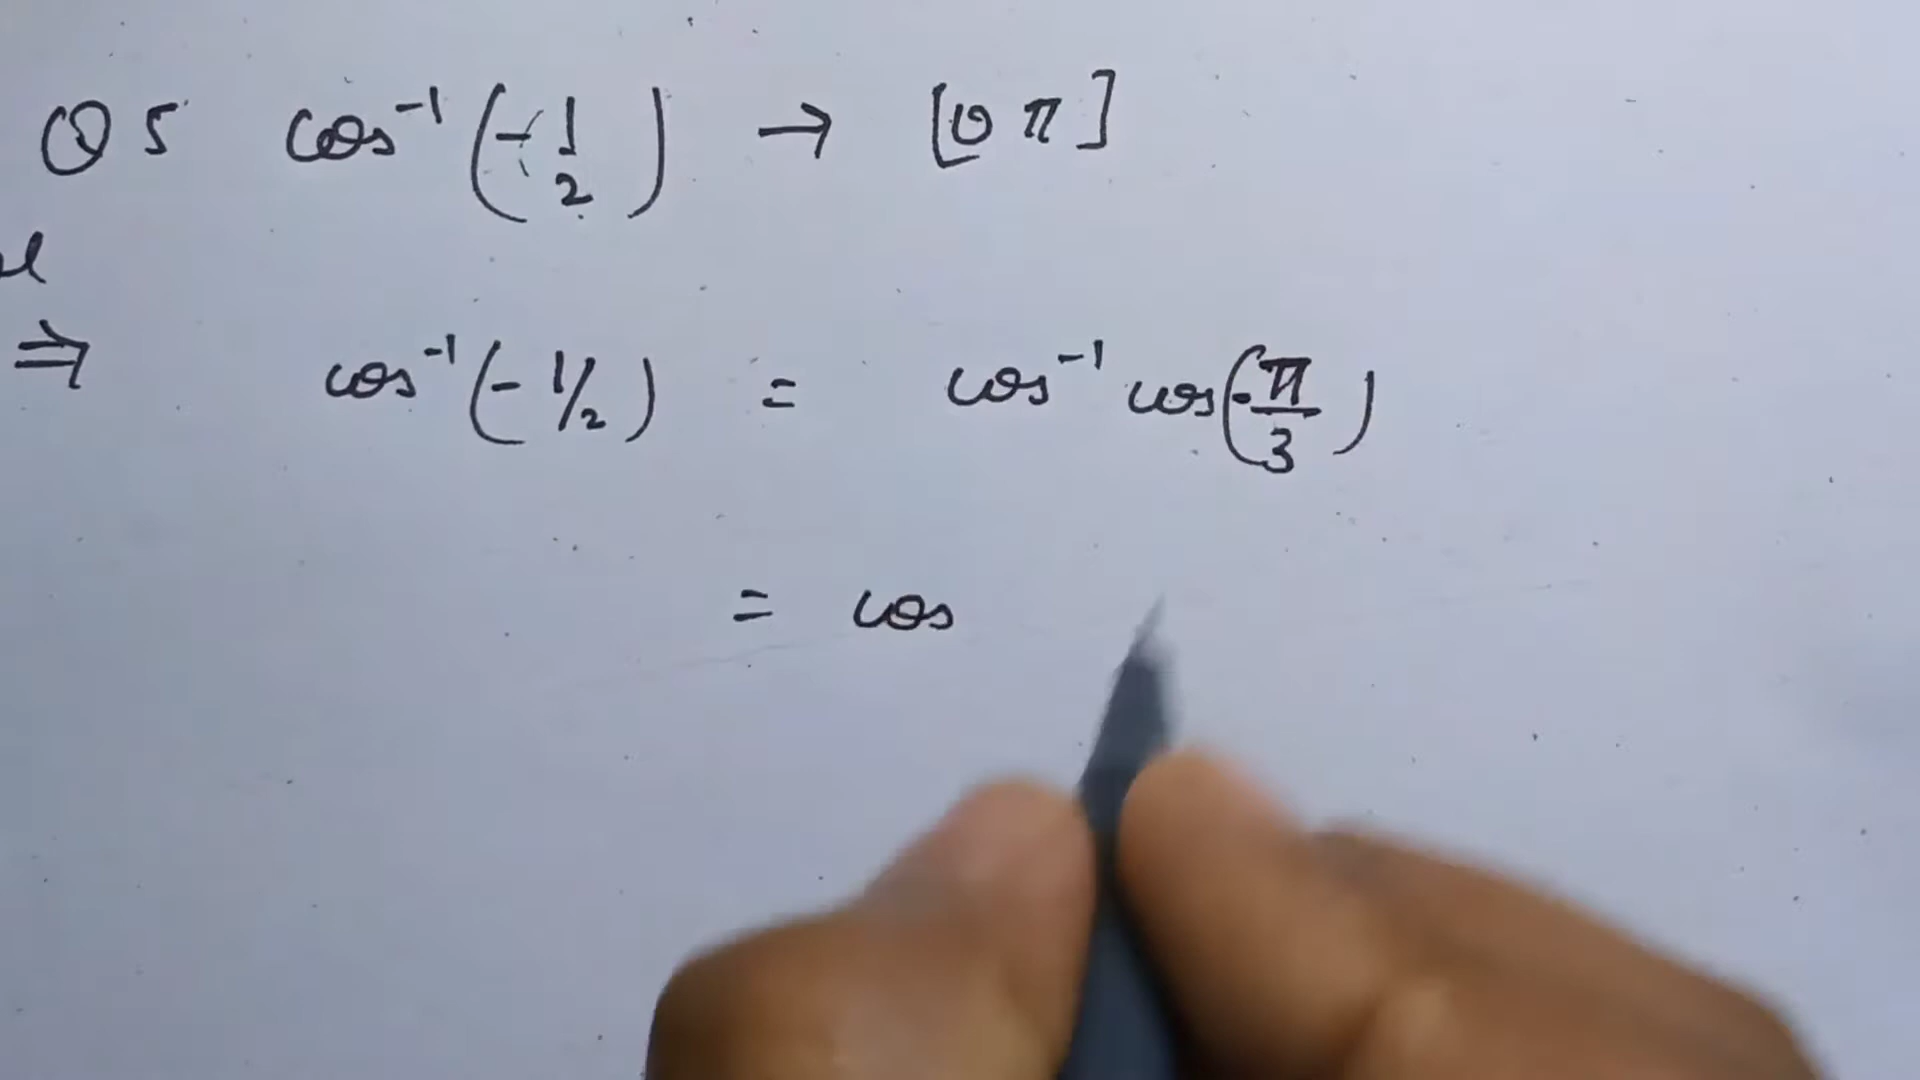 Q5 cos⁻¹(-1/2) → [0 π]
⇒ cos⁻¹(-1/2) = cos⁻¹ cos(-π/3)
= cos